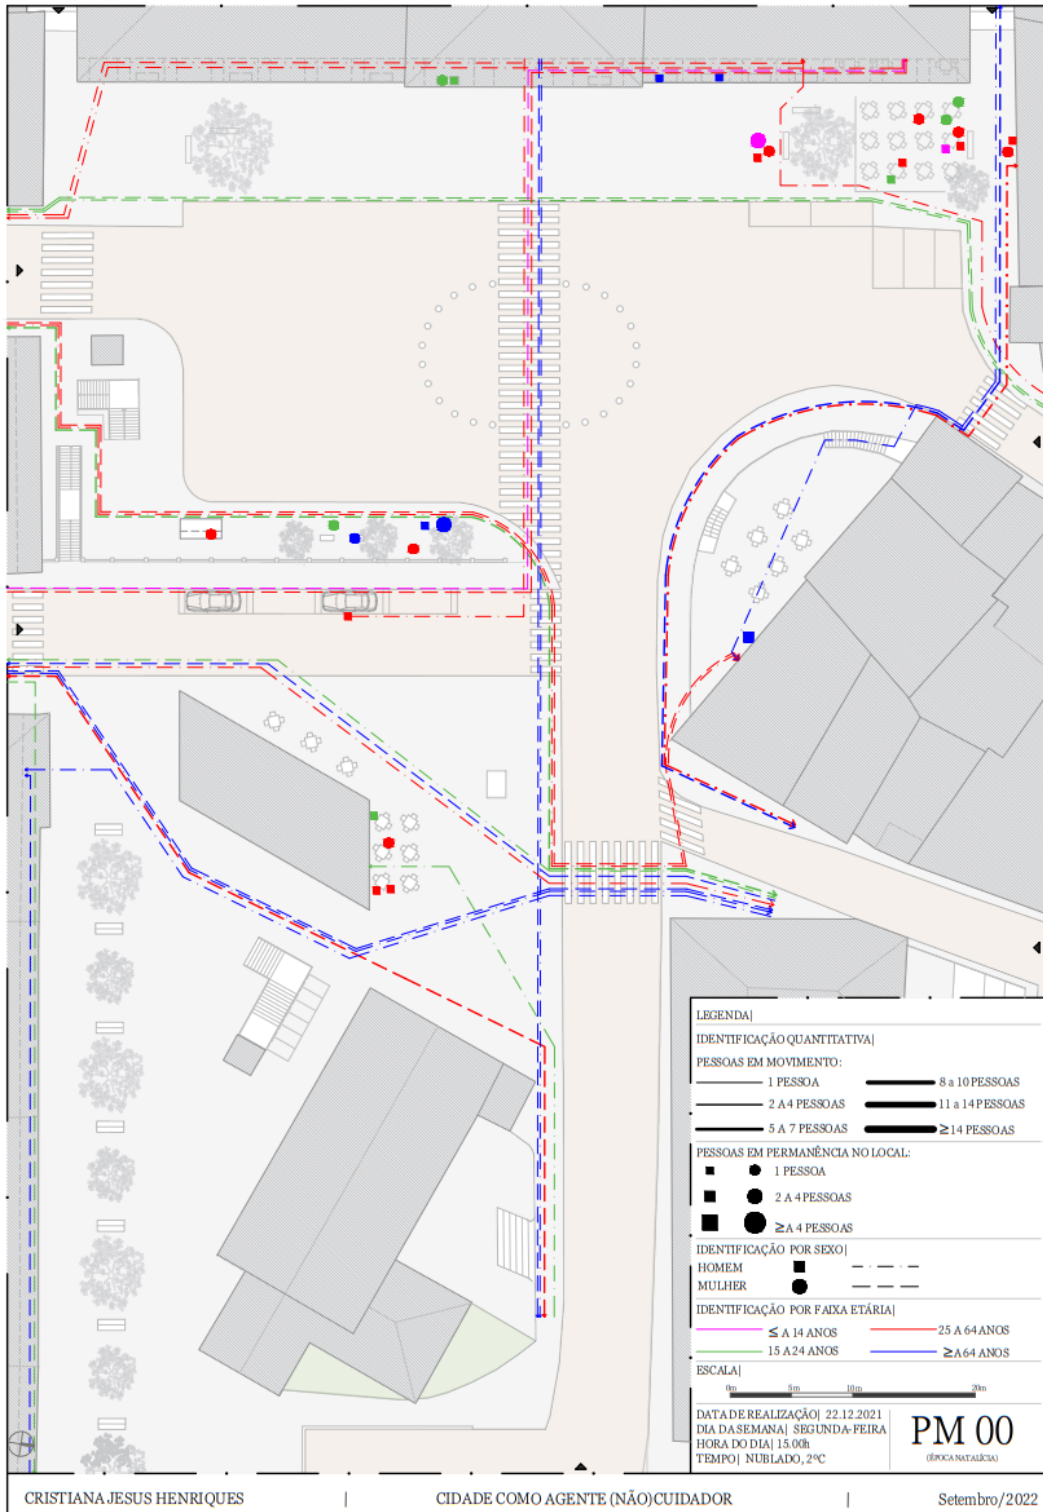 LEGENDA|
IDENTIFICAÇÃO QUANTITATIVA|
PESSOAS EM MOVIMENTO:
1 PESSOA
8 a 10 PESSOAS
2 A 4 PESSOAS
11 a 14 PESSOAS
5 A 7 PESSOAS
≥14 PESSOAS
PESSOAS EM PERMANÊNCIA NO LOCAL:
1 PESSOA
2 A 4 PESSOAS
≥A 4 PESSOAS
IDENTIFICAÇÃO POR SEXO|
HOMEM
MULHER
IDENTIFICAÇÃO POR FAIXA ETÁRIA|
≤ A 14 ANOS
25 A 64 ANOS
15 A 24 ANOS
≥A 64 ANOS
ESCALA|
0m 5m 10m 20m
DATA DE REALIZAÇÃO| 22.12.2021
DIA DA SEMANA| SEGUNDA-FEIRA
HORA DO DIA| 15.00h
TEMPO| NUBLADO, 2ºC
PM 00
(ÉPOCA NATALÍCIA)
CRISTIANA JESUS HENRIQUES | CIDADE COMO AGENTE (NÃO)CUIDADOR | Setembro/2022